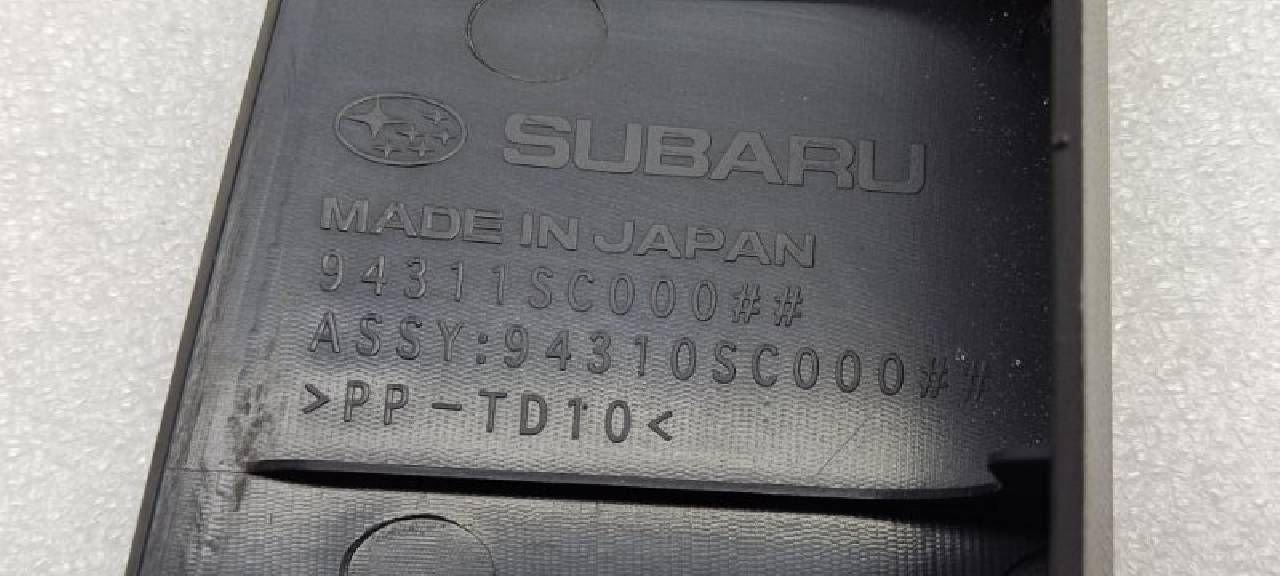 SUBARU
MADE IN JAPAN
94311SC000##
ASSY:94310SC000##
>PP-TD10<